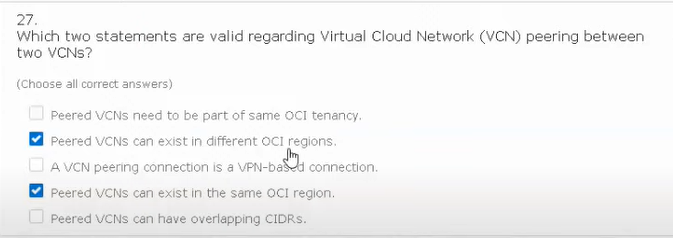 27.
Which two statements are valid regarding Virtual Cloud Network (VCN) peering between
two VCNs?
(Choose all correct answers)
Peered VCNs need to be part of same OCI tenancy.
Peered VCNs can exist in different OCI regions.
A VCN peering connection is a VPN-based connection.
Peered VCNs can exist in the same OCI region.
Peered VCNs can have overlapping CIDRs.